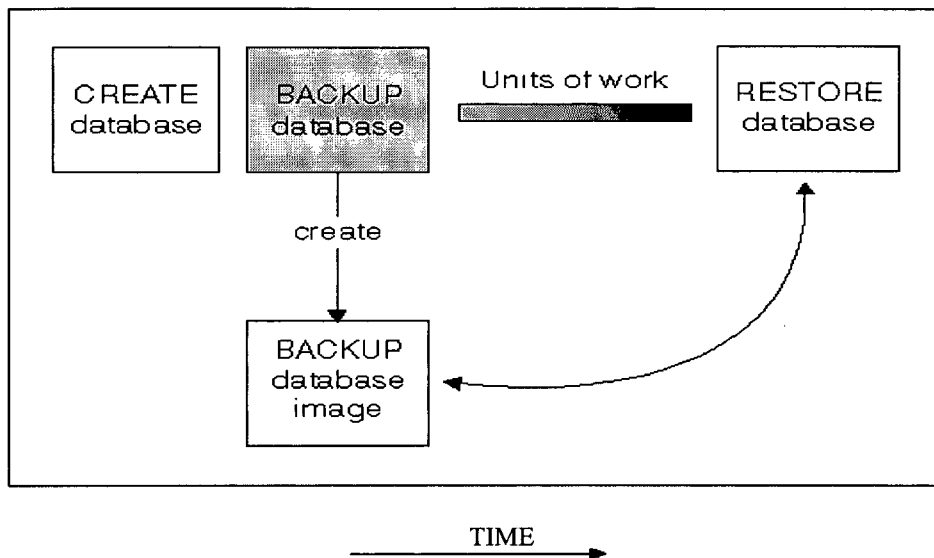 CREATE
database
BACKUP
database
Units of work
RESTORE
database
create
BACKUP
database
image
TIME